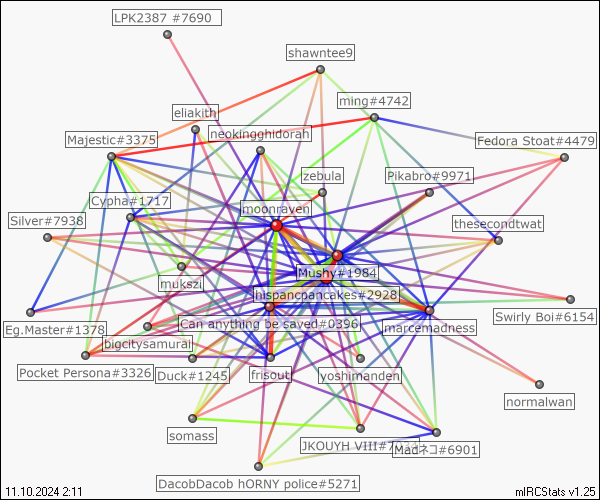 LPK2387 #7690
shawntee9
ming#4742
eliakith
neokingghidorah
Majestic#3375
Fedora Stoat#4479
zebula
Pikabro#9971
Cypha#1717
moonraven
Silver#7938
thesecondtwat
Mushy#1984
mukszi
hispancpancakes#2928
Swirly Boi#6154
Eg.Master#1378
Can anything be saved#0396
marcemadness
bigcitysamurai
Pocket Persona#3326
Duck#1245
frisout
yoshimanden
normalwan
somass
JKOUYH VIII
Madネコ#6901
DacobDacob hORNY police#5271
11.10.2024 2:11
mIRCStats v1.25